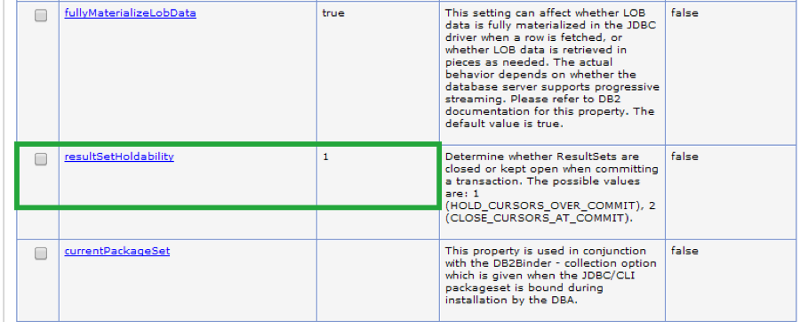 fullyMaterializeLobData true This setting can affect whether LOB false
data is fully materialized in the JDBC
driver when a row is fetched, or
whether LOB data is retrieved in
pieces as needed. The actual
behavior depends on whether the
database server supports progressive
streaming. Please refer to DB2
documentation for this property. The
default value is true.
resultSetHoldability 1 Determine whether ResultSets are false
closed or kept open when committing
a transaction. The possible values
are: 1
(HOLD_CURSORS_OVER_COMMIT), 2
(CLOSE_CURSORS_AT_COMMIT).
currentPackageSet This property is used in conjunction false
with the DB2Binder - collection option
which is given when the JDBC/CLI
packageset is bound during
installation by the DBA.